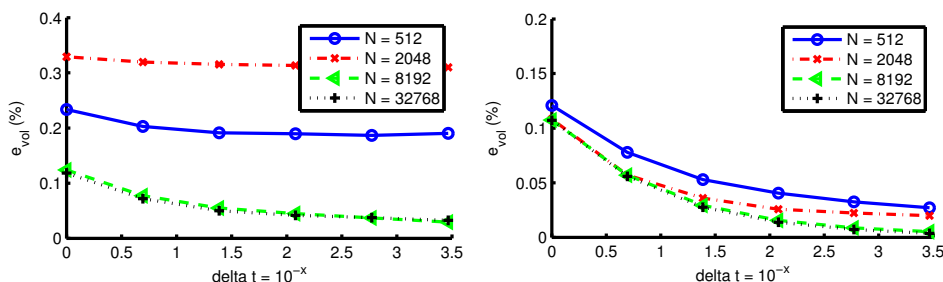 0.4
0.3
0.2
0.1
0
e_vol (%)
0 0.5 1 1.5 2 2.5 3 3.5
delta t = 10^-x
N = 512
N = 2048
N = 8192
N = 32768
0.2
0.15
0.1
0.05
0
e_vol (%)
0 0.5 1 1.5 2 2.5 3 3.5
delta t = 10^-x
N = 512
N = 2048
N = 8192
N = 32768